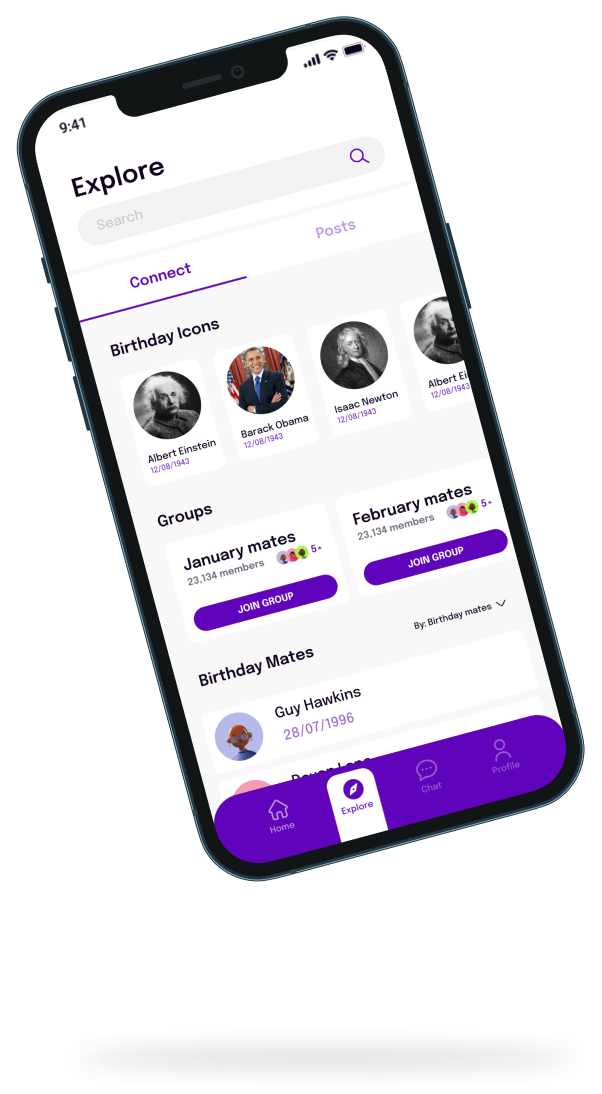 9:41
Explore
Search
Connect
Posts
Birthday Icons
Albert Einstein
12/08/1943
Barack Obama
12/08/1943
Isaac Newton
12/08/1943
Albert Ei
12/08/1943
Groups
January mates
23,134 members
5+
JOIN GROUP
February mates
23,134 members
5+
JOIN GROUP
Birthday Mates
By: Birthday mates
Guy Hawkins
28/07/1996
Home
Explore
Chat
Profile